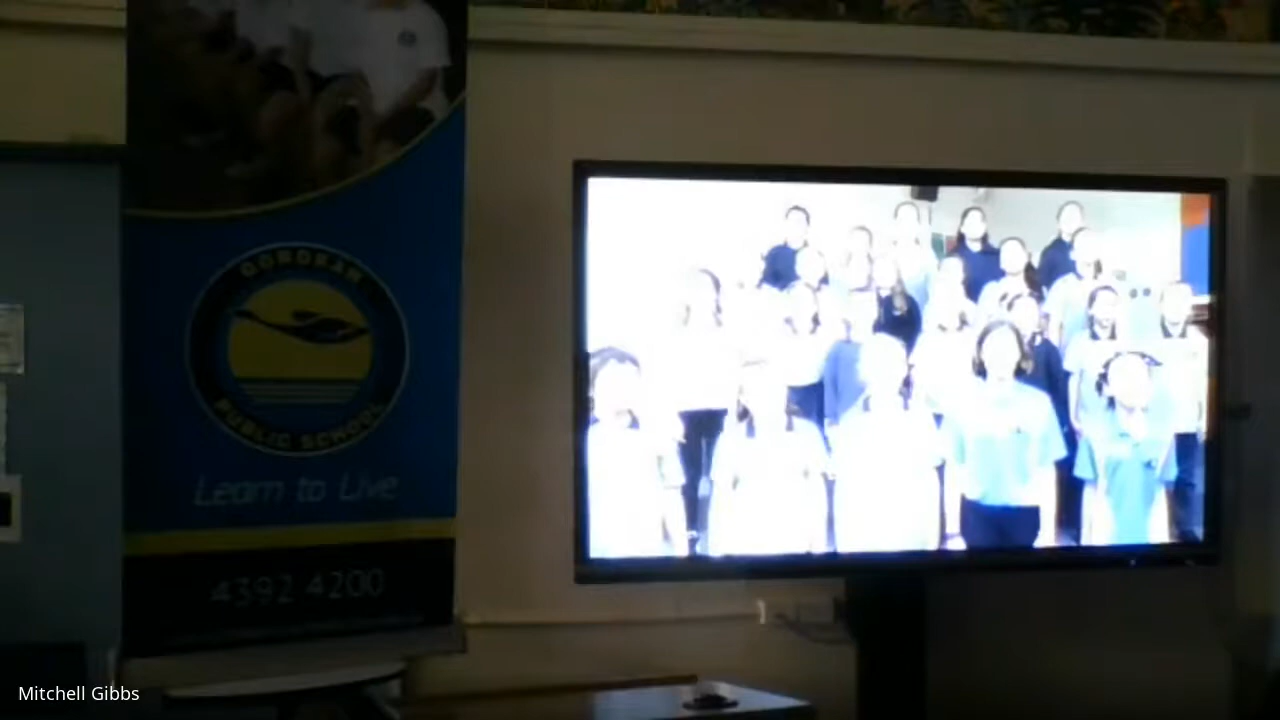 GOROKAN
PUBLIC SCHOOL
Learn to Live
4392 4200
Mitchell Gibbs